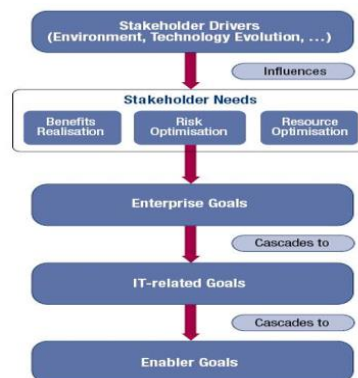 Stakeholder Drivers
(Environment, Technology Evolution, …)
Influences
Stakeholder Needs
Benefits
Realisation
Risk
Optimisation
Resource
Optimisation
Enterprise Goals
Cascades to
IT-related Goals
Cascades to
Enabler Goals